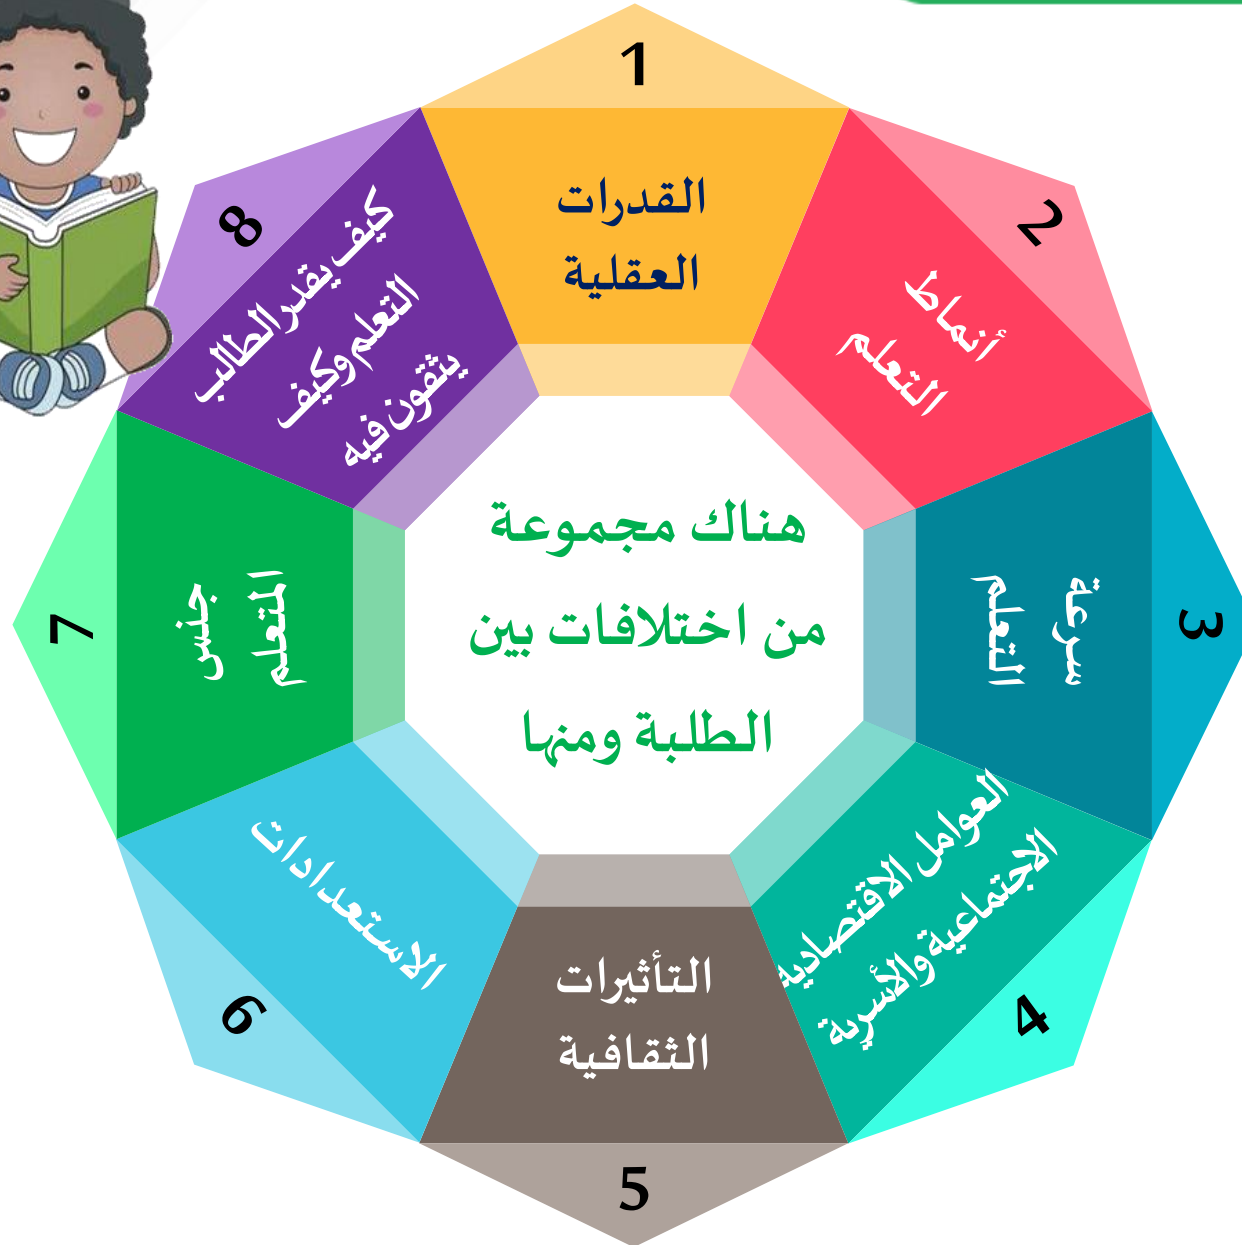 هناك مجموعة
من اختلافات بين
الطلبة ومنها
1
القدرات
العقلية
2
أنماط
التعلم
3
سرعة
التعلم
4
العوامل الاقتصادية
الاجتماعية والأسرية
5
التأثيرات
الثقافية
6
الاستعدادات
7
جنس
المتعلم
8
كيف يقدر الطالب
التعلم وكيف
يثقون فيه